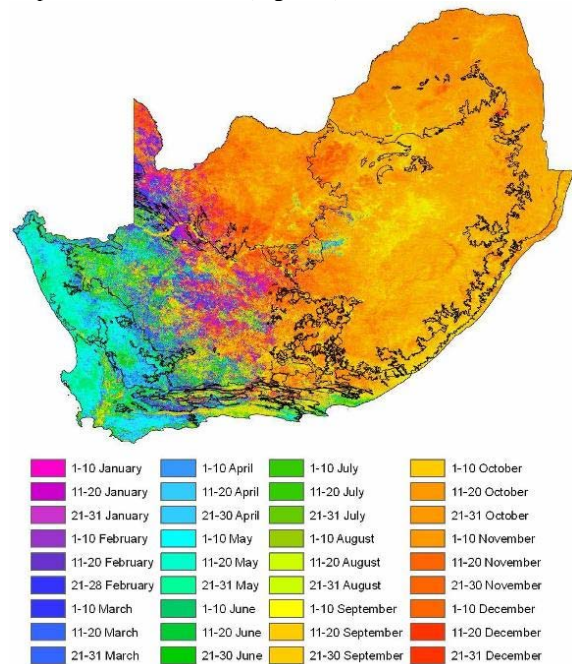 1-10 January
11-20 January
21-31 January
1-10 February
11-20 February
21-28 February
1-10 March
11-20 March
21-31 March
1-10 April
11-20 April
21-30 April
1-10 May
11-20 May
21-31 May
1-10 June
11-20 June
21-30 June
1-10 July
11-20 July
21-31 July
1-10 August
11-20 August
21-31 August
1-10 September
11-20 September
21-30 September
1-10 October
11-20 October
21-31 October
1-10 November
11-20 November
21-30 November
1-10 December
11-20 December
21-31 December